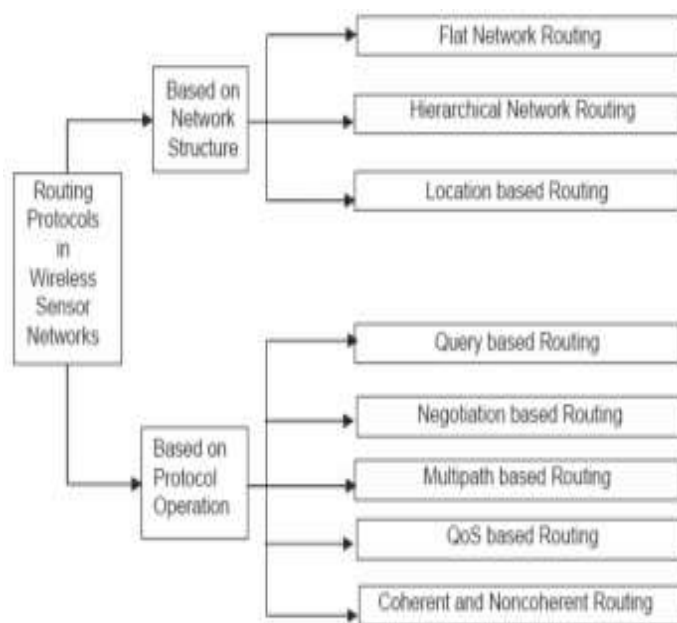 Routing
Protocols
in
Wireless
Sensor
Networks
Based on
Network
Structure
Flat Network Routing
Hierarchical Network Routing
Location based Routing
Based on
Protocol
Operation
Query based Routing
Negotiation based Routing
Multipath based Routing
QoS based Routing
Coherent and Noncoherent Routing